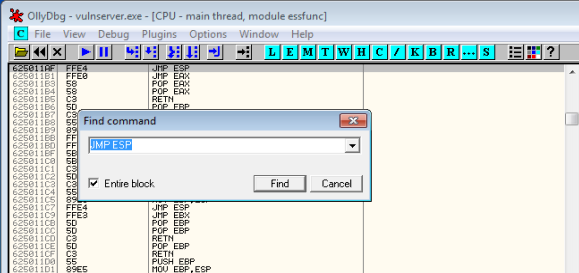 OllyDbg - vulnserver.exe - [CPU - main thread, module essfunc]
C File View Debug Plugins Options Window Help
L E M T W H C / K B R ... S ?
625011AF FFE4 JMP ESP
625011B1 FFE0 JMP EAX
625011B3 58 POP EAX
625011B4 58 POP EAX
625011B5 C3 RETN
625011B6 5D POP EBP
625011B7 C3
625011B8 55
625011B9 89
625011BB FF
625011BD FF
625011BF 5B
625011C0 5B
625011C1 C3
625011C2 5D
625011C3 C3
625011C4 55
Find command
JMP ESP
Entire block
Find
Cancel
625011C7 FFE4 JMP ESP
625011C9 FFE3 JMP EBX
625011CB 5D POP EBP
625011CC 5D POP EBP
625011CD C3 RETN
625011CE 5D POP EBP
625011CF C3 RETN
625011D0 55 PUSH EBP
625011D1 89E5 MOV EBP,ESP